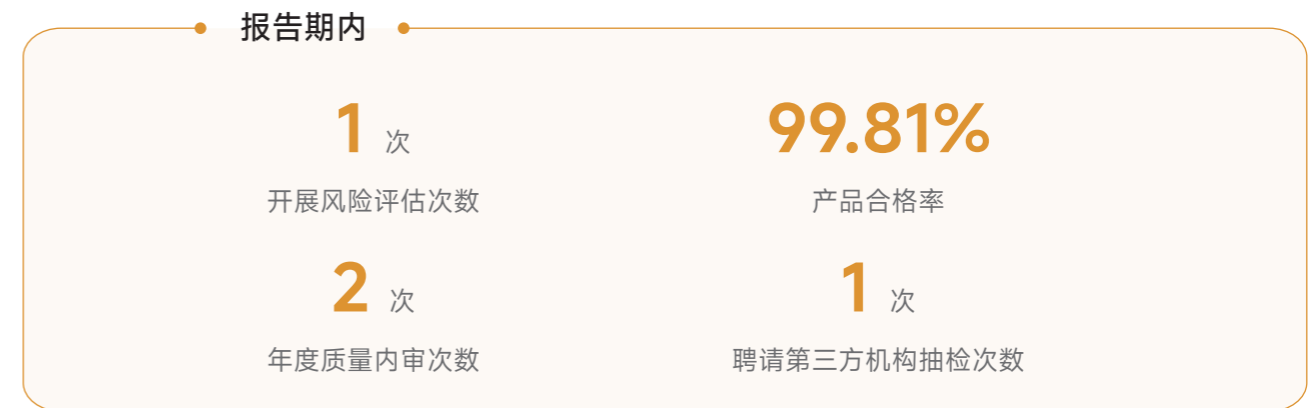 报告期内
1 次
99.81%
开展风险评估次数
产品合格率
2 次
1 次
年度质量内审次数
聘请第三方机构抽检次数